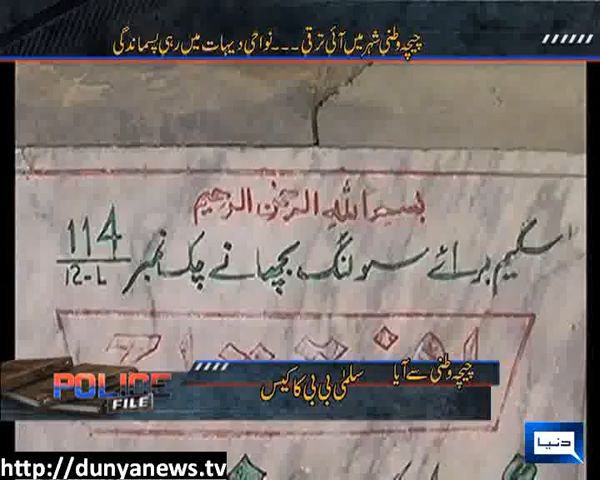 چیچہ وطنی شہر میں آئی ترقی ۔۔۔ نواحی دیہات میں رہی پسماندگی
بسم اللہ الرحمٰن الرحیم
اسکیم برائے سولنگ بچھانے چک نمبر 114
12-L
چیچہ وطنی سے آیا سلمیٰ بی بی کا کیس
POLICE
FILE
دنیا
http://dunyanews.tv